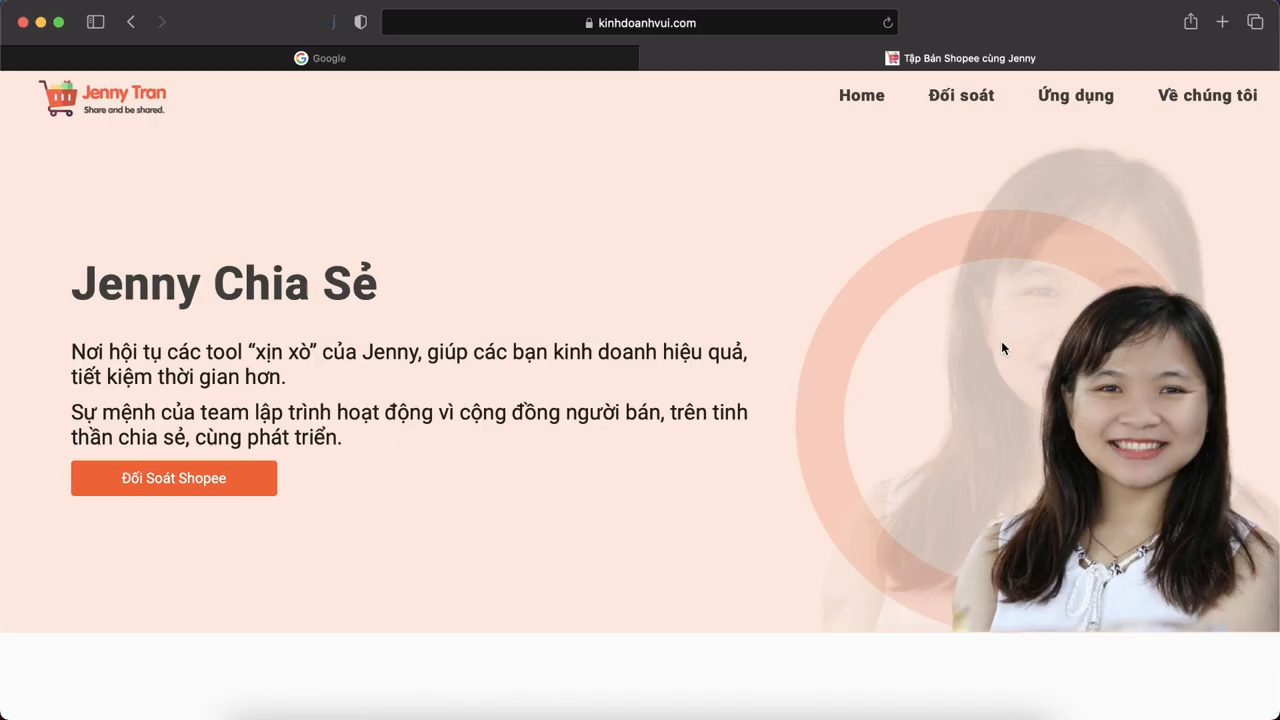 kinhdoanhvui.com
Google
Tập Bán Shopee cùng Jenny
Jenny Tran
Share and be shared.
Home
Đối soát
Ứng dụng
Về chúng tôi
Jenny Chia Sẻ
Nơi hội tụ các tool “xịn xò” của Jenny, giúp các bạn kinh doanh hiệu quả,
tiết kiệm thời gian hơn.
Sự mệnh của team lập trình hoạt động vì cộng đồng người bán, trên tinh
thần chia sẻ, cùng phát triển.
Đối Soát Shopee